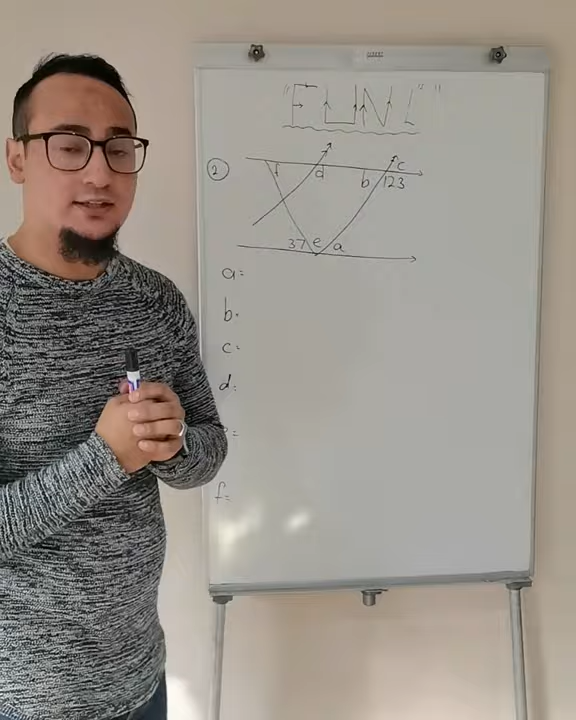 "FUN("
2
f d b c
123
37 e a
a=
b=
c=
d=
=
f=